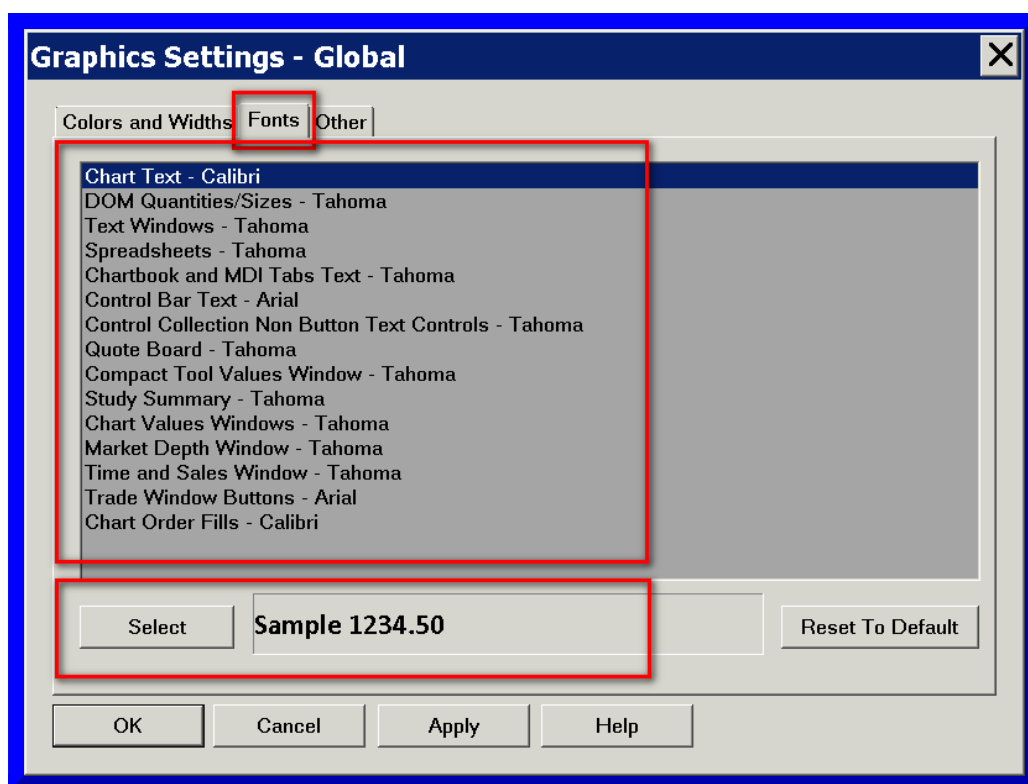 Graphics Settings - Global
Colors and Widths Fonts Other
Chart Text - Calibri
DOM Quantities/Sizes - Tahoma
Text Windows - Tahoma
Spreadsheets - Tahoma
Chartbook and MDI Tabs Text - Tahoma
Control Bar Text - Arial
Control Collection Non Button Text Controls - Tahoma
Quote Board - Tahoma
Compact Tool Values Window - Tahoma
Study Summary - Tahoma
Chart Values Windows - Tahoma
Market Depth Window - Tahoma
Time and Sales Window - Tahoma
Trade Window Buttons - Arial
Chart Order Fills - Calibri
Select Sample 1234.50 Reset To Default
OK Cancel Apply Help